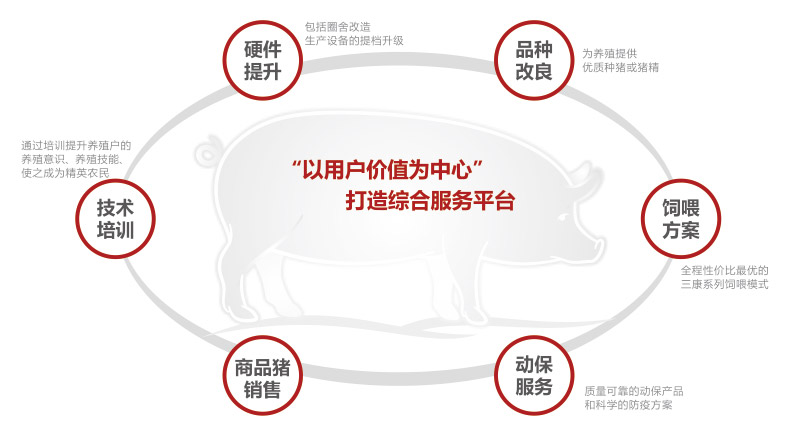 硬件
提升
包括圈舍改造
生产设备的提档升级
品种
改良
为养殖提供
优质种猪或猪精
通过培训提升养殖户的
养殖意识、养殖技能、
使之成为精英农民
技术
培训
“以用户价值为中心”
打造综合服务平台
饲喂
方案
全程性价比最优的
三康系列饲喂模式
商品猪
销售
动保
服务
质量可靠的动保产品
和科学的防疫方案